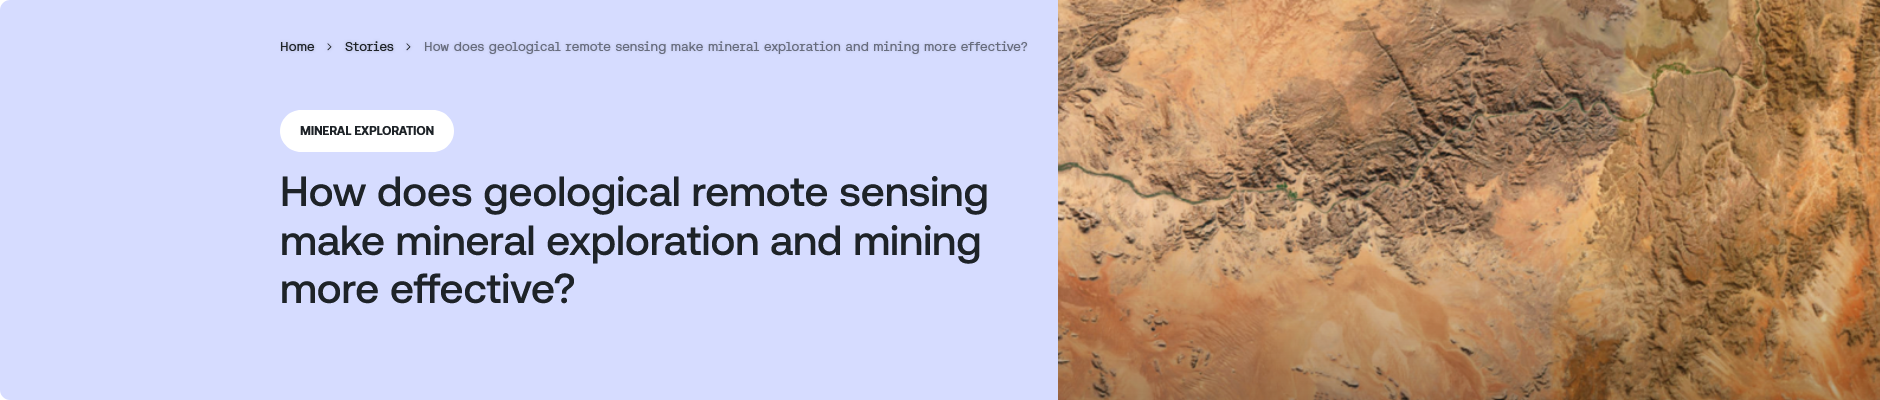 Home > Stories > How does geological remote sensing make mineral exploration and mining more effective?
MINERAL EXPLORATION
How does geological remote sensing
make mineral exploration and mining
more effective?